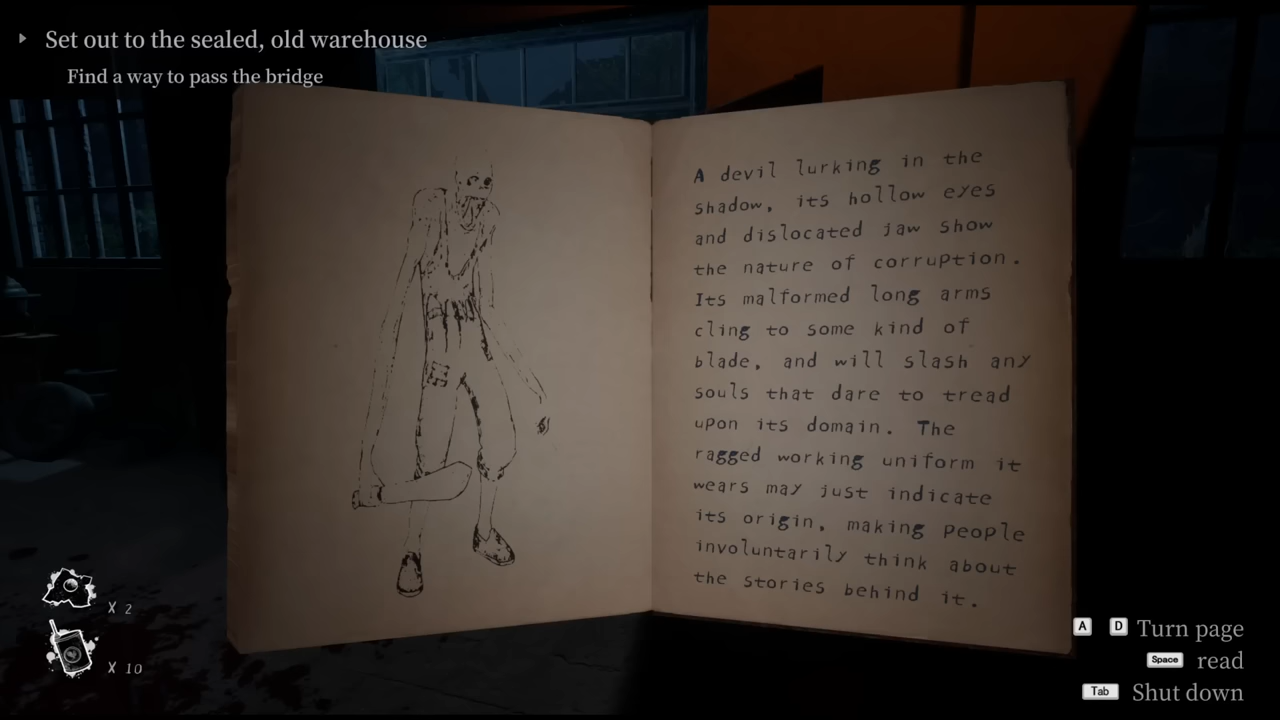 Set out to the sealed, old warehouse
Find a way to pass the bridge
A devil lurking in the
shadow, its hollow eyes
and dislocated jaw show
the nature of corruption.
Its malformed long arms
cling to some kind of
blade, and will slash any
souls that dare to tread
upon its domain. The
ragged working uniform it
wears may just indicate
its origin, making people
involuntarily think about
the stories behind it.
X 2
X 10
A D Turn page
Space read
Tab Shut down